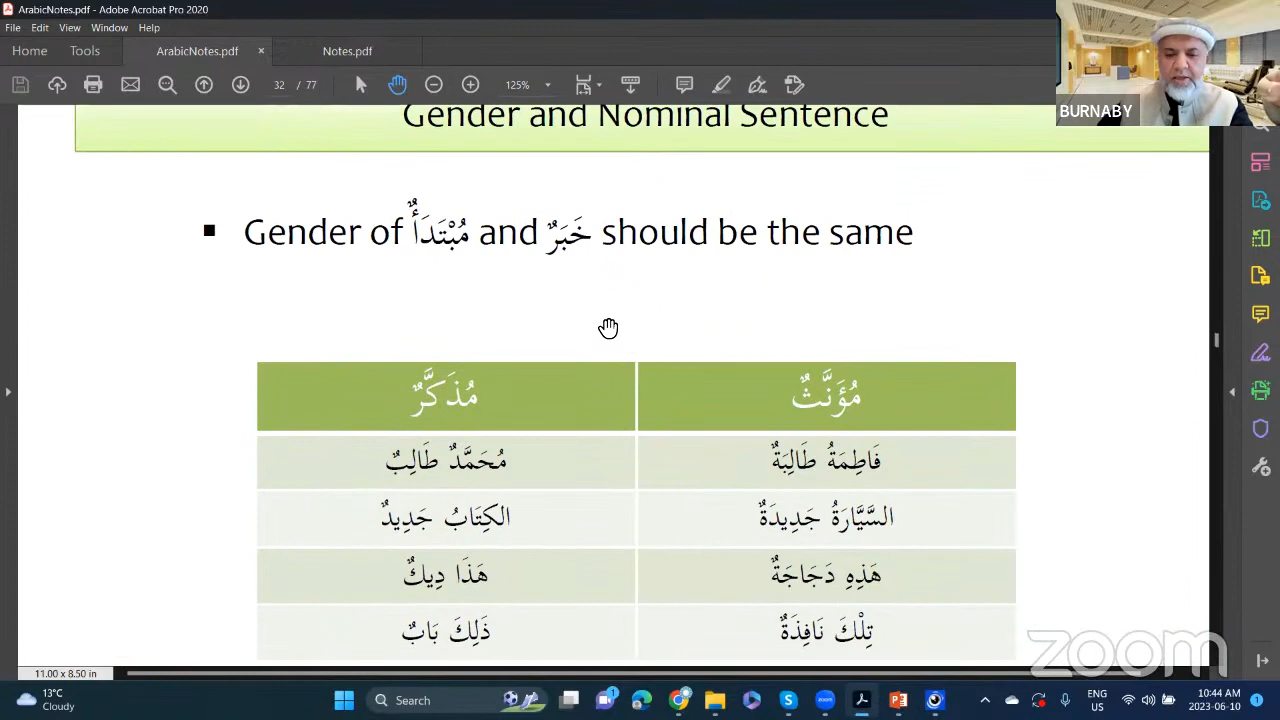 ArabicNotes.pdf - Adobe Acrobat Pro 2020
File Edit View Window Help
Home Tools ArabicNotes.pdf × Notes.pdf
32 / 77 125%
BURNABY
Gender and Nominal Sentence
▪ Gender of مُبْتَدَأٌ and خَبَرٌ should be the same
مُذَكَّرٌ مُؤَنَّثٌ
مُحَمَّدٌ طَالِبٌ فَاطِمَةُ طَالِبَةٌ
الكِتَابُ جَدِيدٌ السَّيَّارَةُ جَدِيدَةٌ
هَذَا دِيكٌ هَذِهِ دَجَاجَةٌ
ذَلِكَ بَابٌ تِلْكَ نَافِذَةٌ
zoom
11.00 x 8.50 in
13°C
Cloudy
Search
1
zoom
ENG
US
10:44 AM
2023-06-10
1